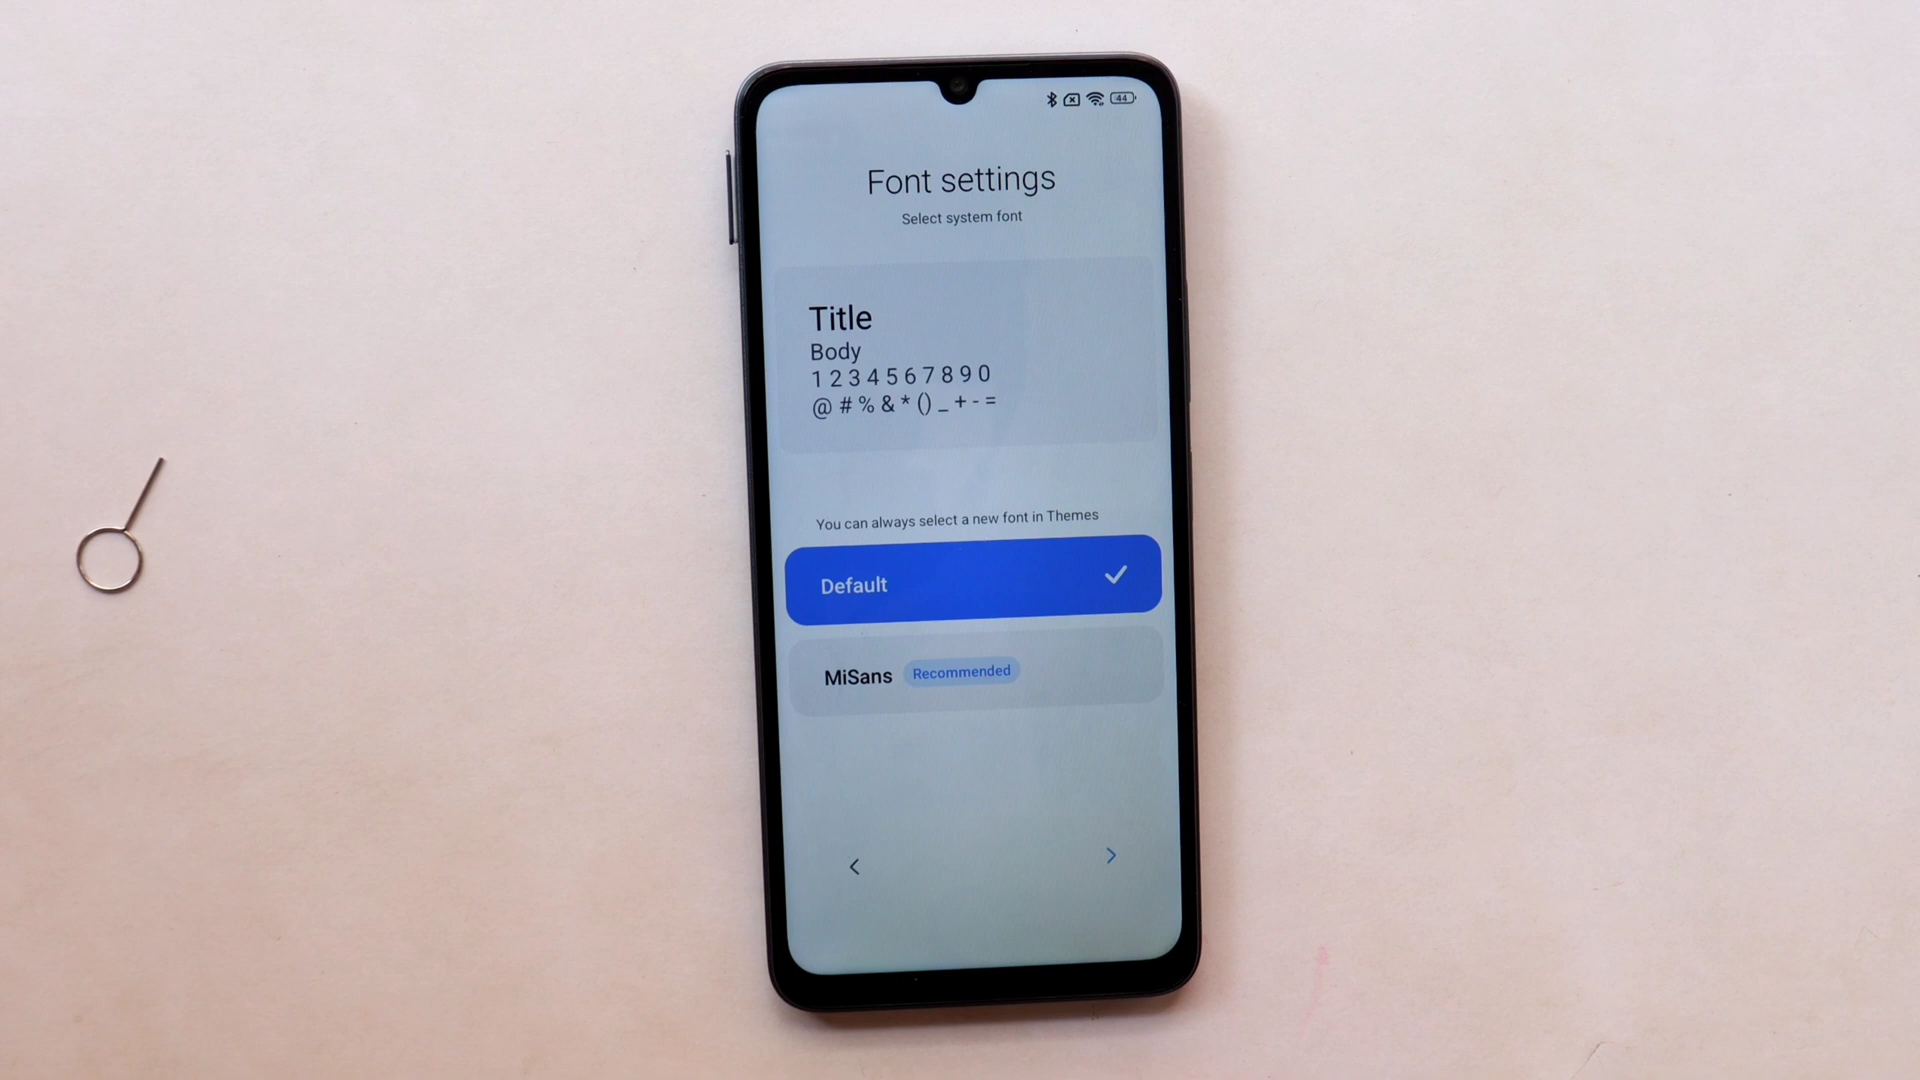 44
Font settings
Select system font
Title
Body
1 2 3 4 5 6 7 8 9 0
@ # % & * () _ + - =
You can always select a new font in Themes
Default
MiSans Recommended